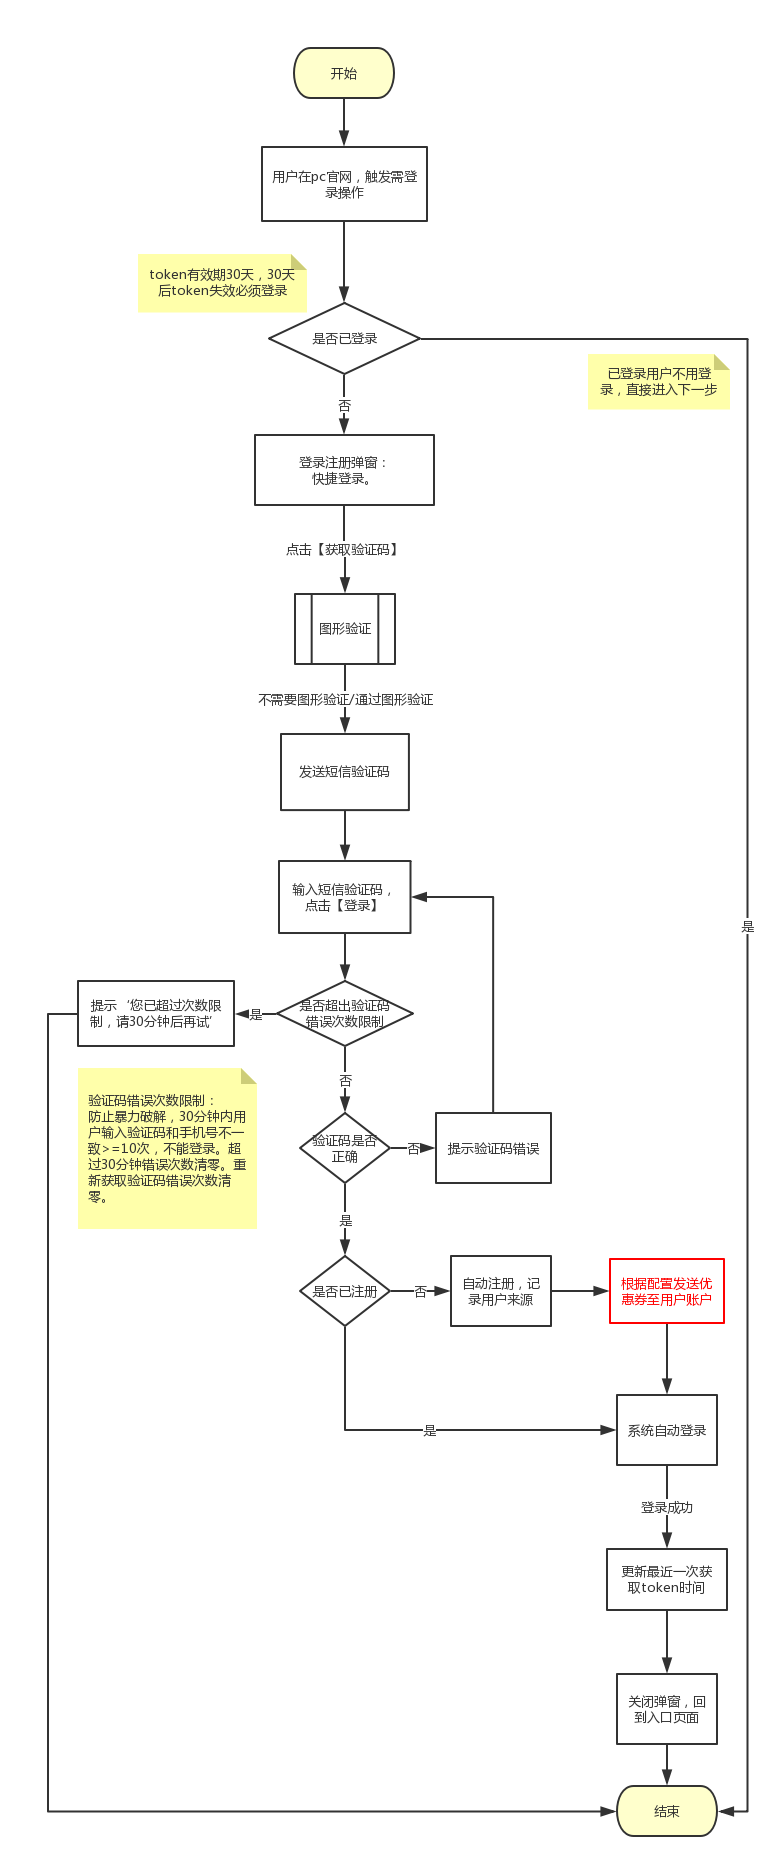 开始
用户在pc官网，触发需登
录操作
token有效期30天，30天
后token失效必须登录
是否已登录
已登录用户不用登
录，直接进入下一步
否
登录注册弹窗：
快捷登录。
点击【获取验证码】
图形验证
不需要图形验证/通过图形验证
发送短信验证码
输入短信验证码，
点击【登录】
是
提示‘您已超过次数限
制，请30分钟后再试’
是
是否超出验证码
错误次数限制
否
验证码错误次数限制：
防止暴力破解，30分钟内用
户输入验证码和手机号不一
致>=10次，不能登录。超
过30分钟错误次数清零。重
新获取验证码错误次数清
零。
验证码是否
正确
否
提示验证码错误
是
是否已注册
否
自动注册，记
录用户来源
根据配置发送优
惠券至用户账户
是
系统自动登录
登录成功
更新最近一次获
取token时间
关闭弹窗，回
到入口页面
结束